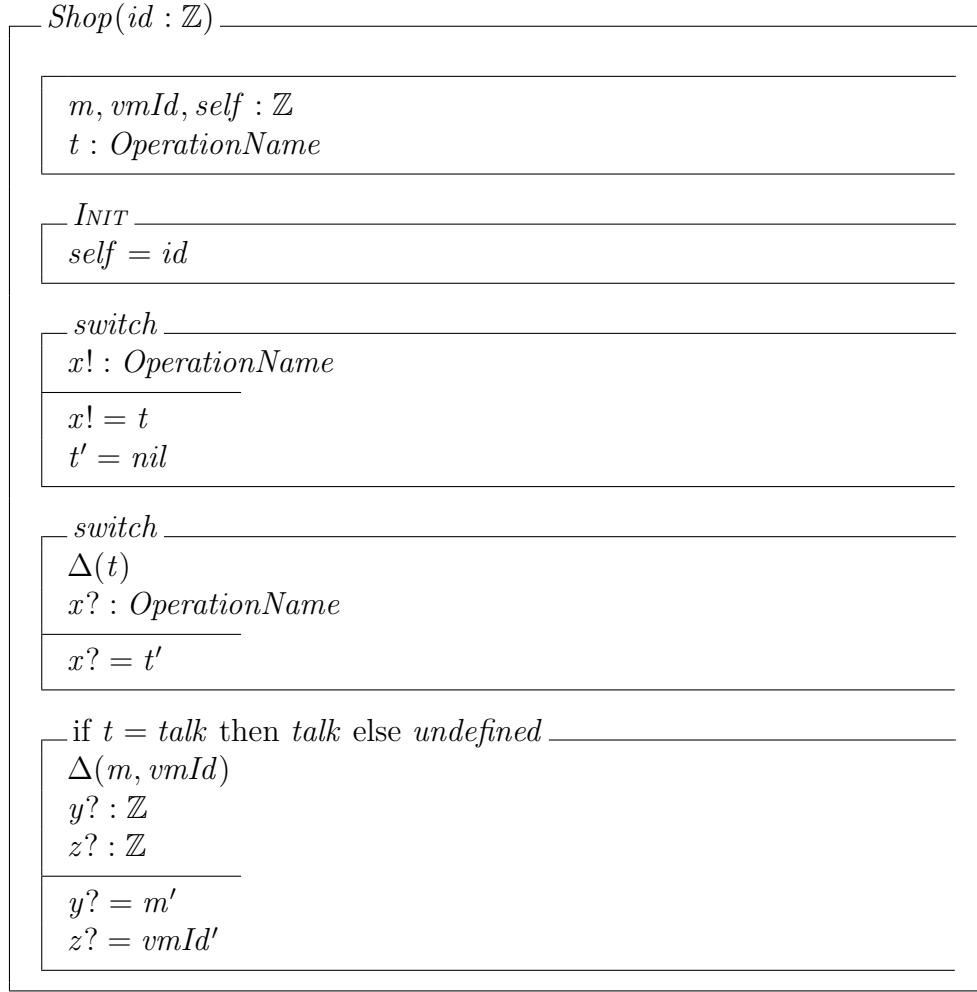 Shop(id : ℤ)
m, vmId, self : ℤ
t : OperationName
INIT
self = id
switch
x! : OperationName
x! = t
t′ = nil
switch
Δ(t)
x? : OperationName
x? = t′
if t = talk then talk else undefined
Δ(m, vmId)
y? : ℤ
z? : ℤ
y? = m′
z? = vmId′